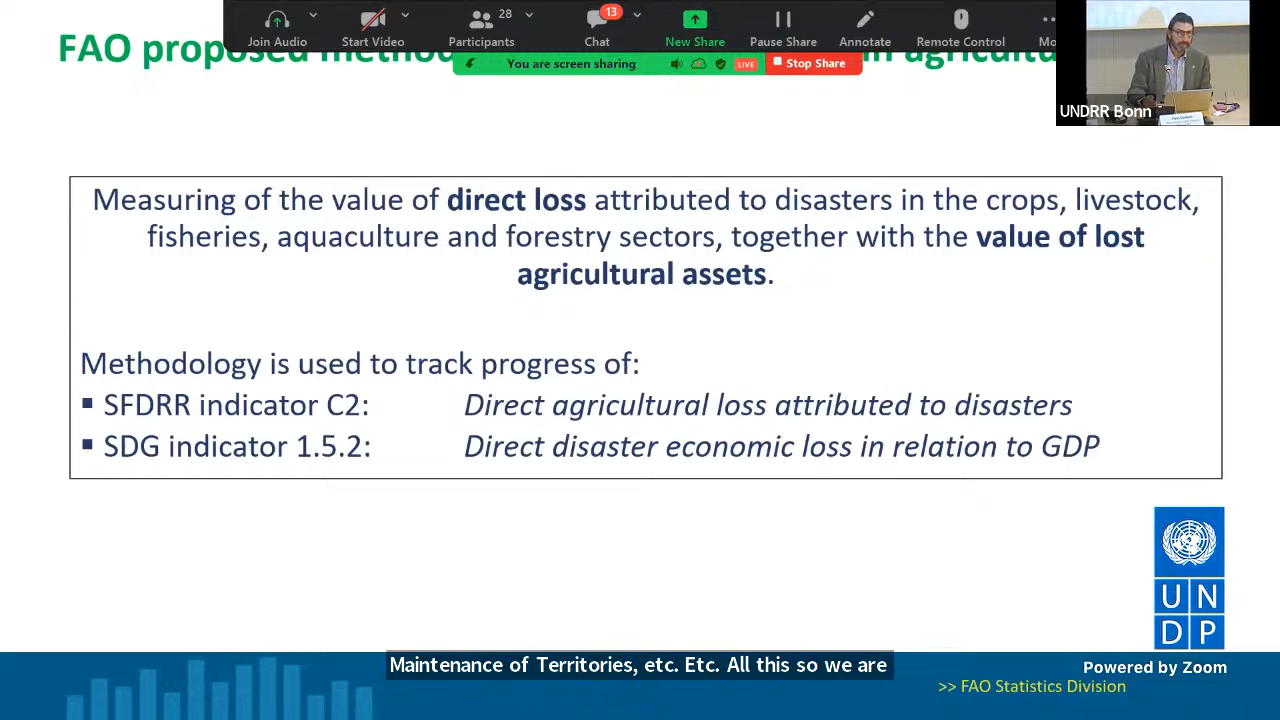 Join Audio
Start Video
28
Participants
13
Chat
New Share
Pause Share
Annotate
Remote Control
Mo
FAO proposed
in
You are screen sharing
LIVE
Stop Share
UNDRR Bonn
Measuring of the value of direct loss attributed to disasters in the crops, livestock,
fisheries, aquaculture and forestry sectors, together with the value of lost
agricultural assets.
Methodology is used to track progress of:
▪ SFDRR indicator C2: Direct agricultural loss attributed to disasters
▪ SDG indicator 1.5.2: Direct disaster economic loss in relation to GDP
U N
D P
Maintenance of Territories, etc. Etc. All this so we are
Powered by Zoom
>> FAO Statistics Division